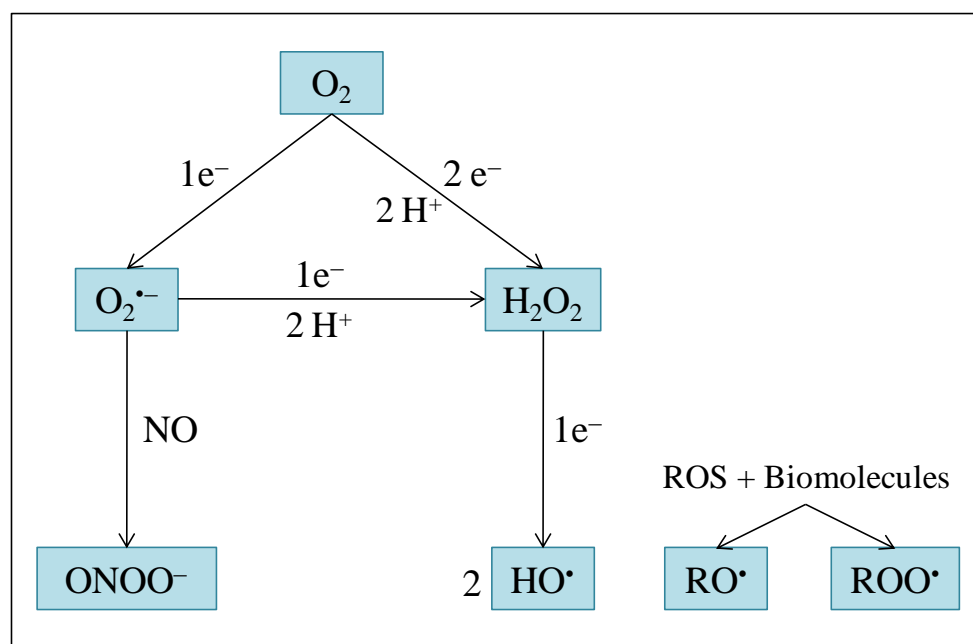 O₂
1e⁻
2 e⁻
2 H⁺
O₂•⁻
1e⁻
2 H⁺
H₂O₂
NO
1e⁻
ROS + Biomolecules
ONOO⁻
2 HO•
RO•
ROO•